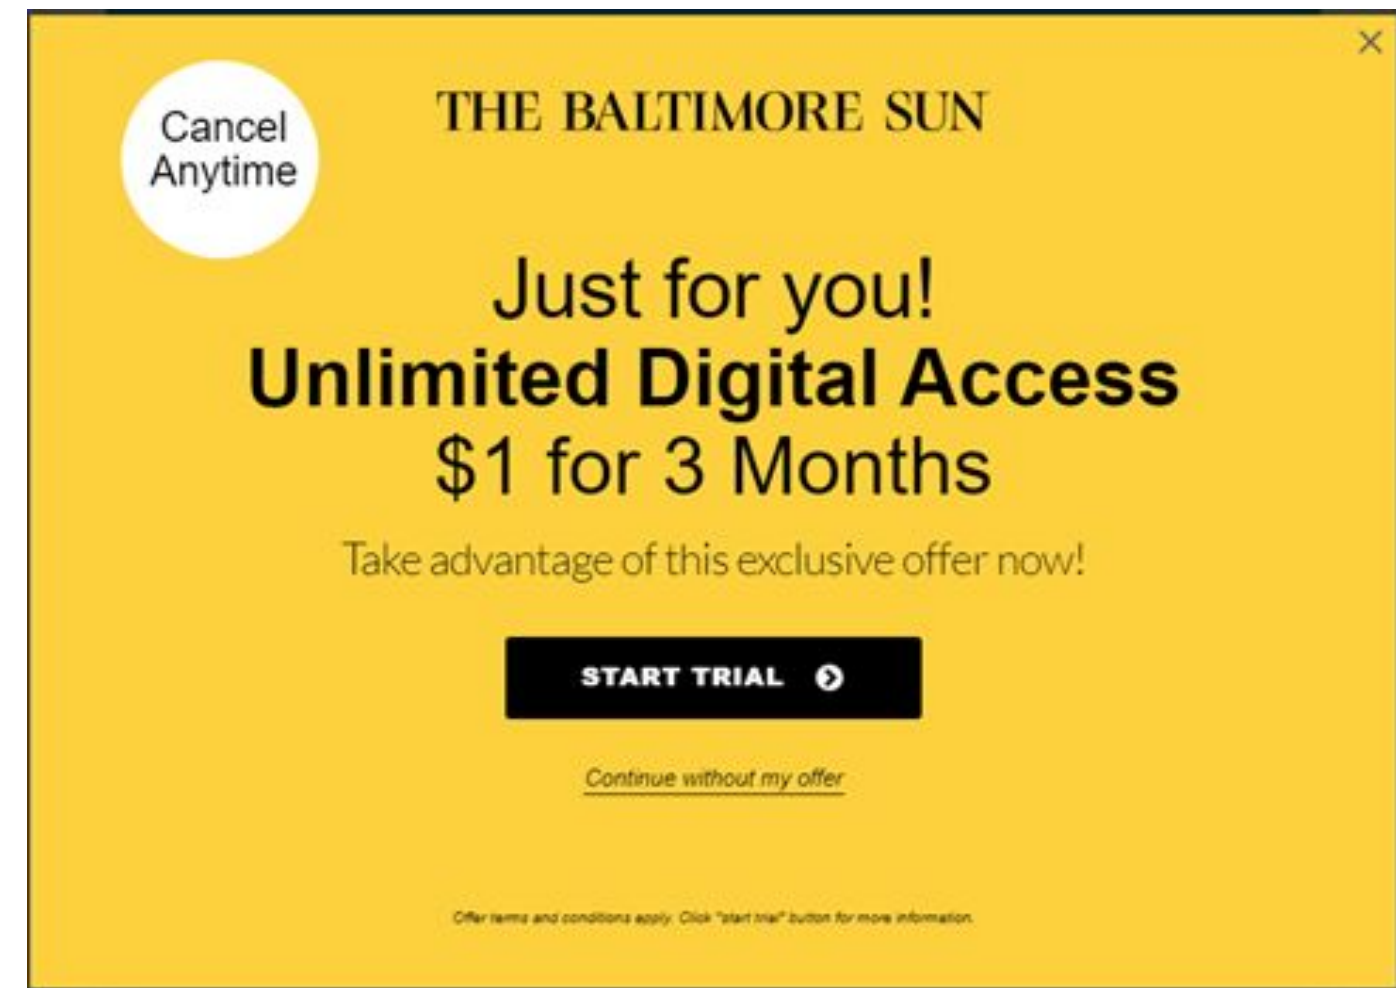 Cancel
Anytime
THE BALTIMORE SUN
Just for you!
Unlimited Digital Access
$1 for 3 Months
Take advantage of this exclusive offer now!
START TRIAL
Continue without my offer
Offer terms and conditions apply. Click "start trial" button for more information.